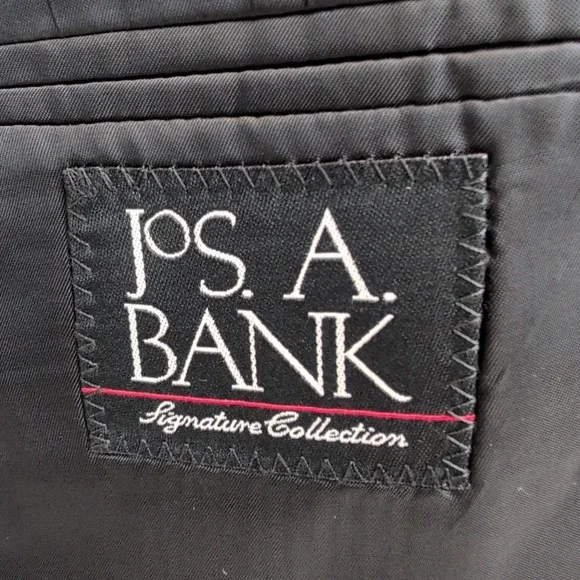 JOS. A.
BANK
Signature Collection